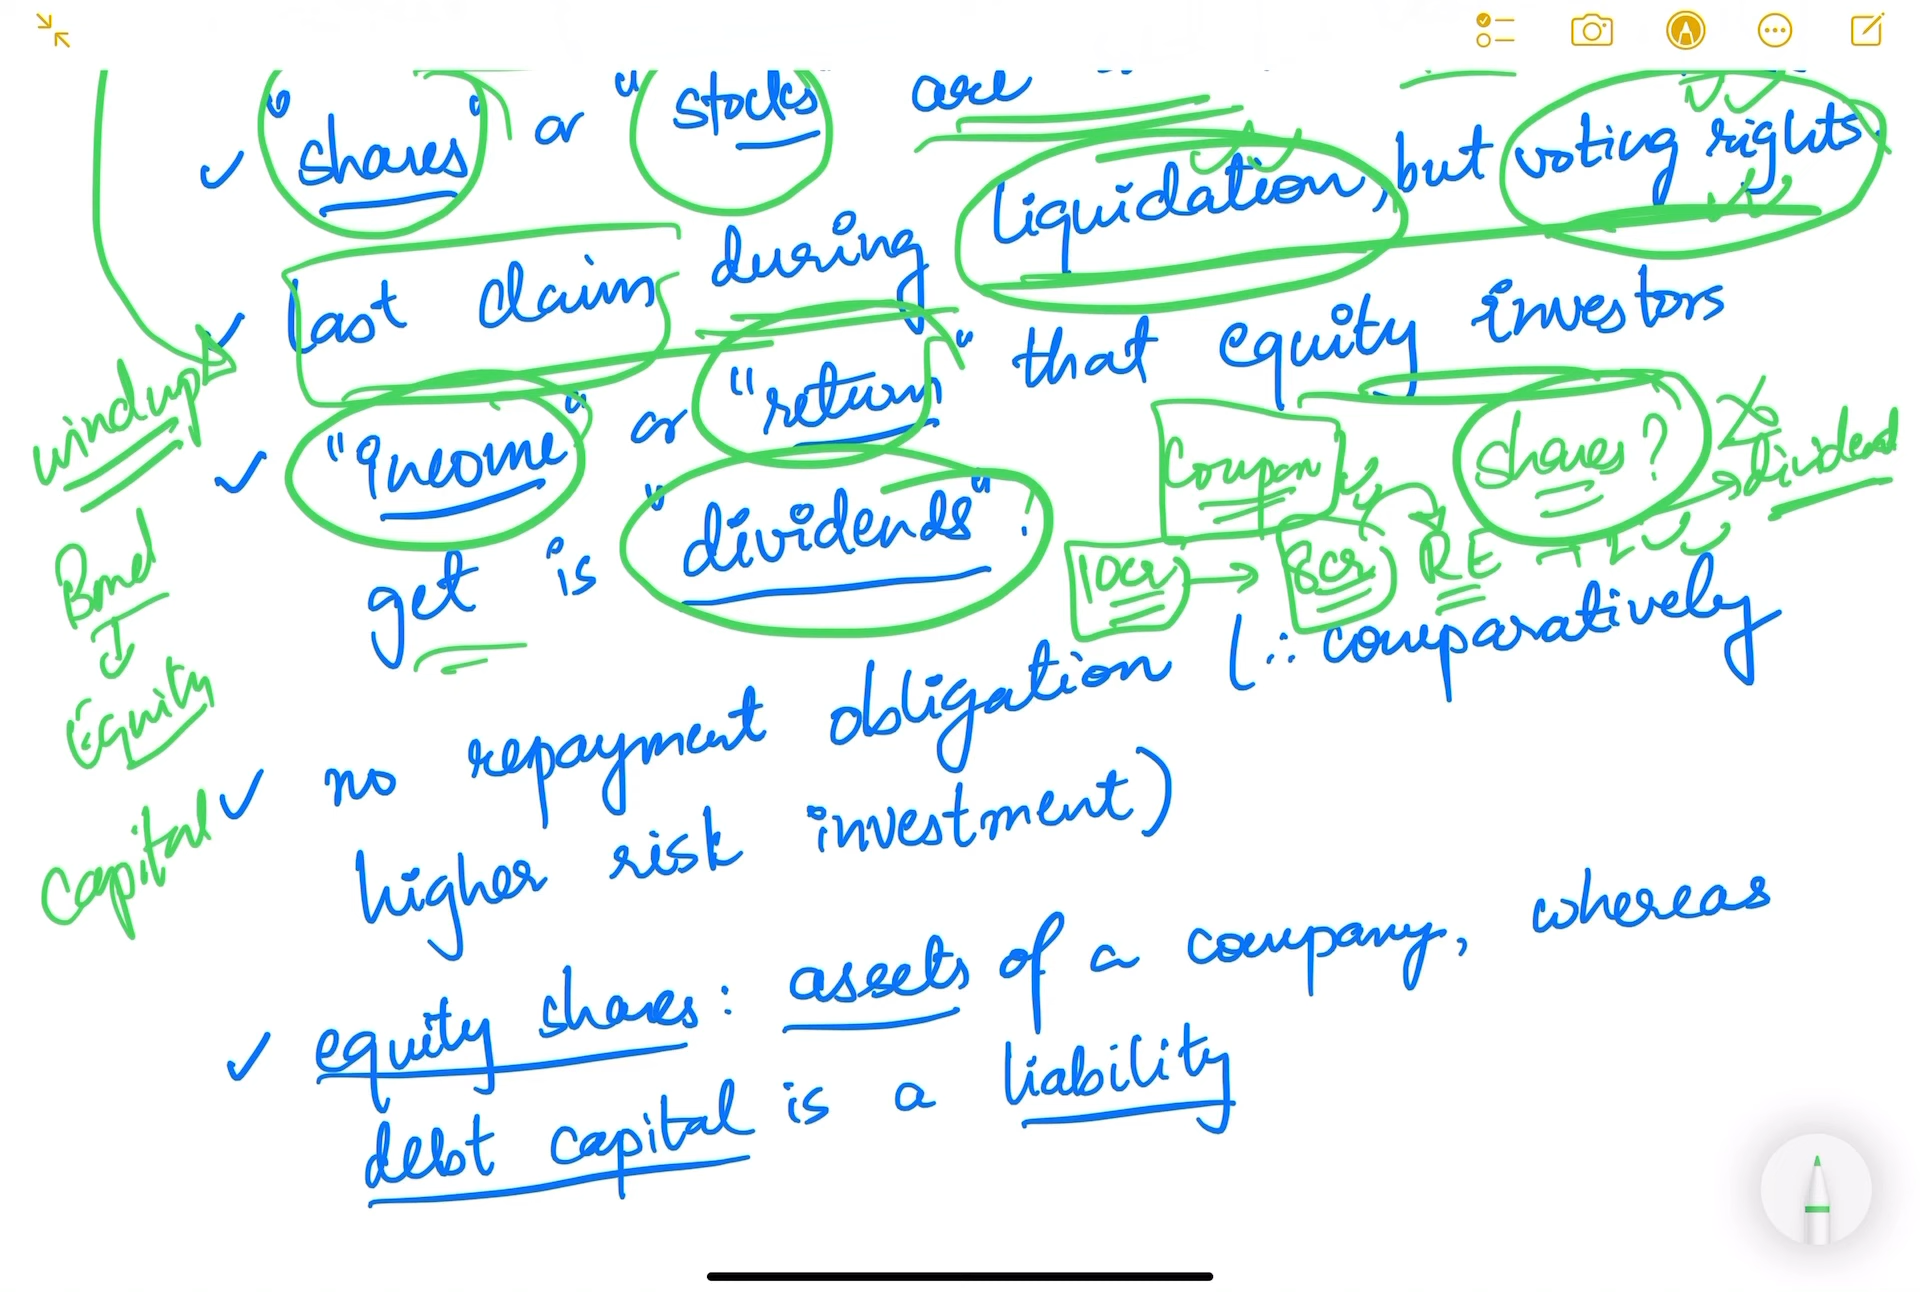 "shares" or "stocks" are
last claim during liquidation, but voting rights
"income" or "return" that equity investors
get is "dividends".
no repayment obligation (∴ comparatively
higher risk investment)
equity shares: assets of a company, whereas
debt capital is a liability
windup
Bond
↓
Equity
Capital
Coupon
shares?
dividend
10cr → 8cr RE → 2